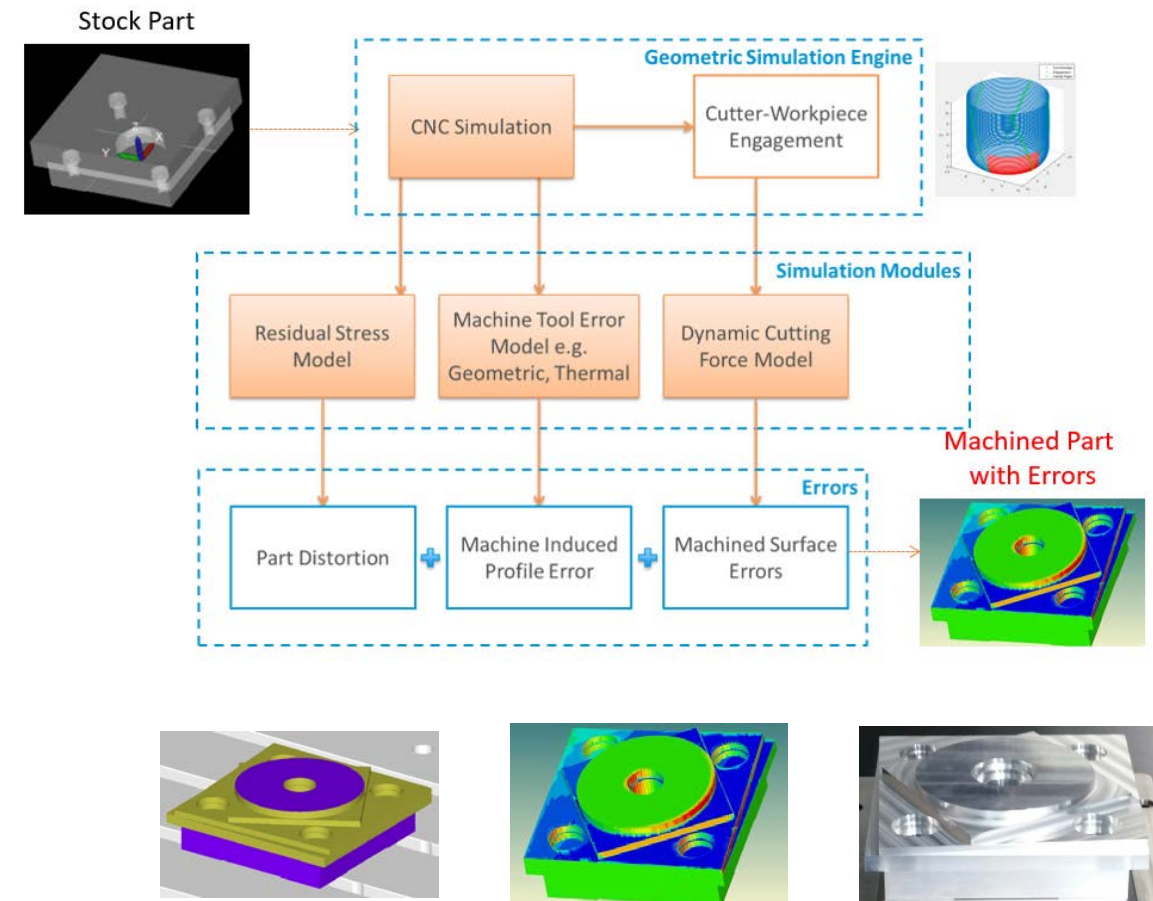 Stock Part
Geometric Simulation Engine
CNC Simulation
Cutter-Workpiece
Engagement
Simulation Modules
Residual Stress
Model
Machine Tool Error
Model e.g.
Geometric, Thermal
Dynamic Cutting
Force Model
Machined Part
with Errors
Errors
Part Distortion
Machine Induced
Profile Error
Machined Surface
Errors
Z
X
Y